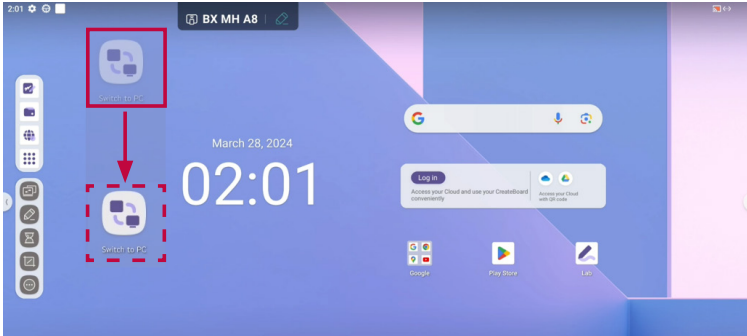 2:01
BX MH A8
Switch to PC
March 28, 2024
02:01
Log in
Access your Cloud and use your CreateBoard
conveniently
Access your Cloud
with QR code
Switch to PC
Google
Play Store
Lab